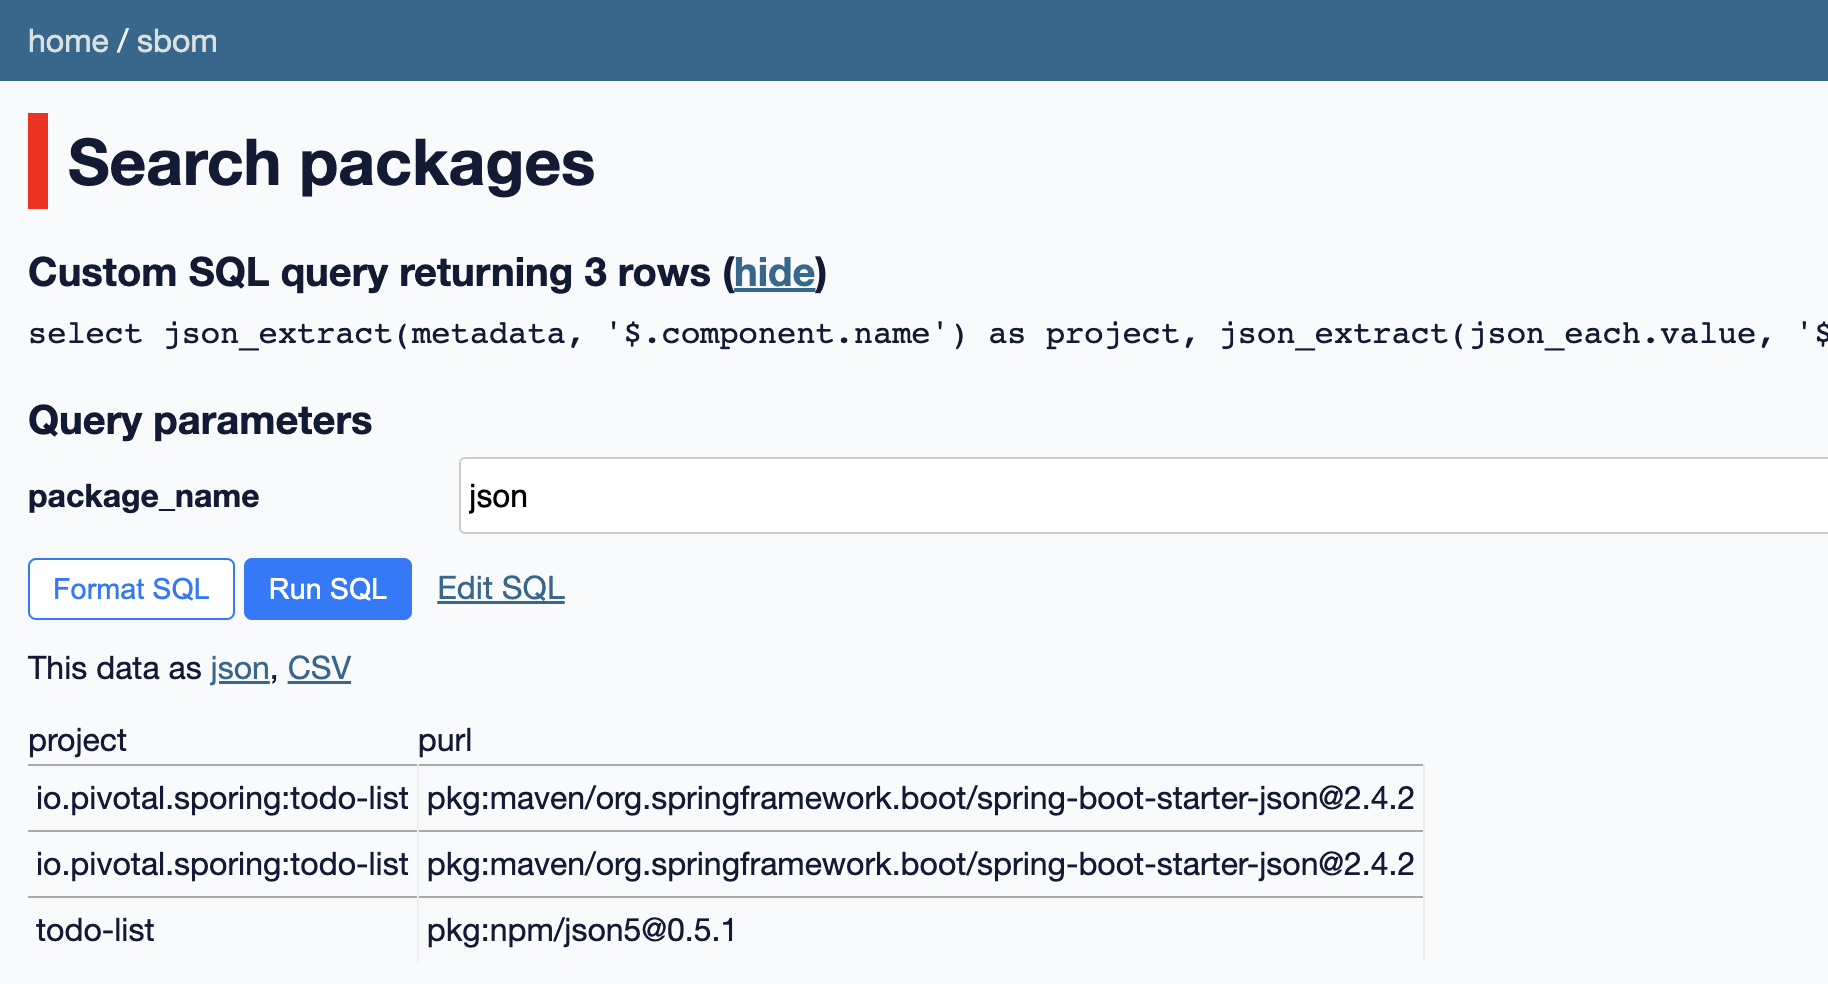 home / sbom
Search packages
Custom SQL query returning 3 rows (hide)
select json_extract(metadata, '$.component.name') as project, json_extract(json_each.value, '$
Query parameters
package_name json
Format SQL Run SQL Edit SQL
This data as json, CSV
project purl
io.pivotal.sporing:todo-list pkg:maven/org.springframework.boot/spring-boot-starter-json@2.4.2
io.pivotal.sporing:todo-list pkg:maven/org.springframework.boot/spring-boot-starter-json@2.4.2
todo-list pkg:npm/json5@0.5.1